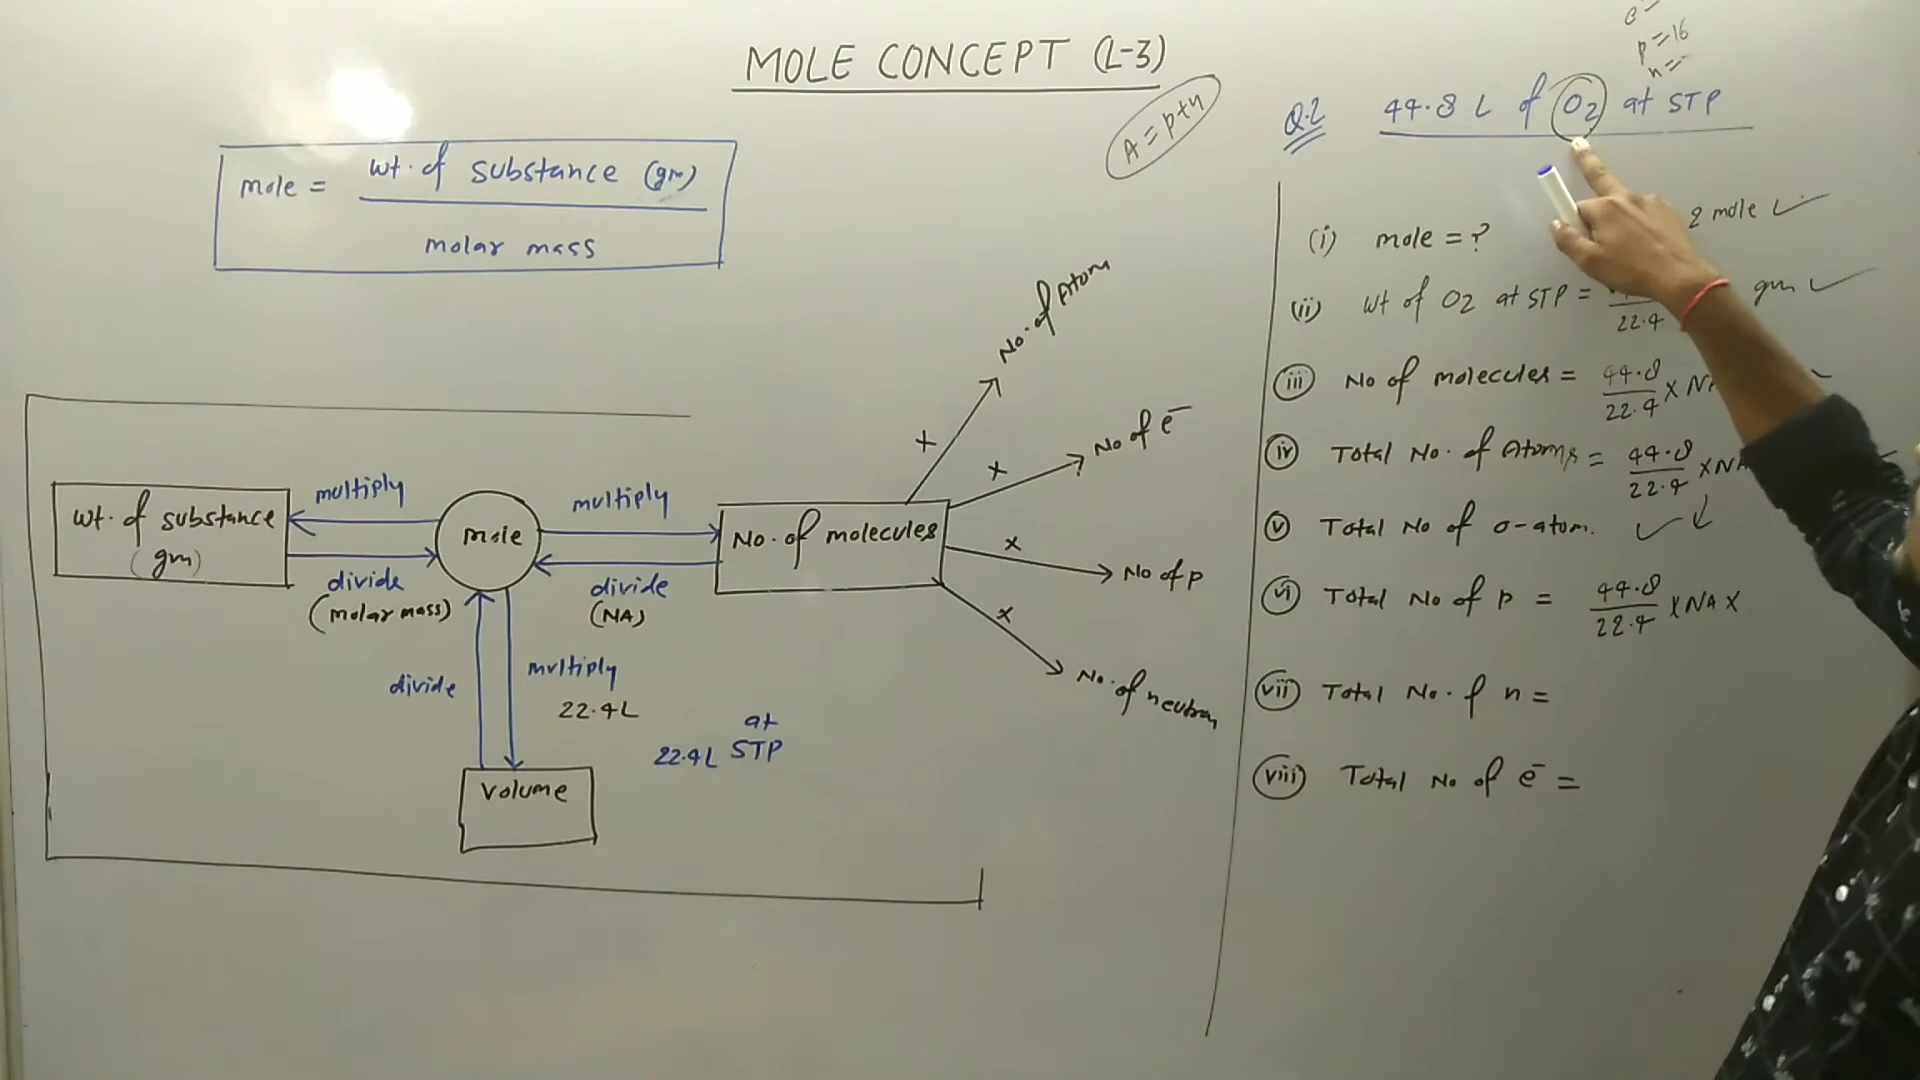 MOLE CONCEPT (L-3)
mole = wt. of substance (gm)
molar mass
A = p+n
p = 16
n =
Q.2 44.8 L of O2 at STP
(i) mole = ? 2 mole
(ii) wt of O2 at STP = gm
22.4
(iii) No of molecules = 44.8
22.4 X NA
(iv) Total No. of Atoms = 44.8
22.4 X NA
(v) Total No of o-atom.
(vi) Total No of p = 44.8
22.4 X NA X
(vii) Total No. of n =
(viii) Total No of e- =
No. of Atom
x
No of e-
x
No of p
x
No. of neutron
x
wt. of substance
(gm)
multiply
divide
(molar mass)
mole
multiply
divide
(NA)
No. of molecules
divide
multiply
22.4L
at
22.4L STP
volume